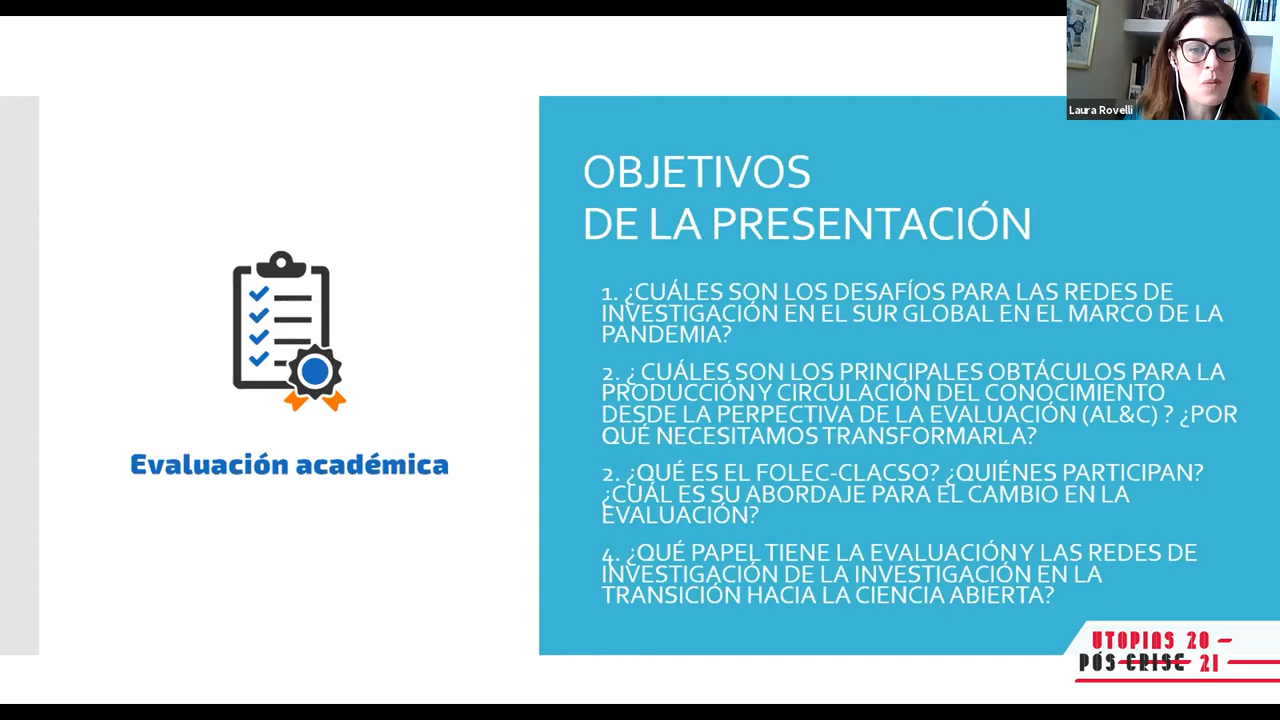 Laura Rovelli
OBJETIVOS
DE LA PRESENTACIÓN
1. ¿CUÁLES SON LOS DESAFÍOS PARA LAS REDES DE
INVESTIGACIÓN EN EL SUR GLOBAL EN EL MARCO DE LA
PANDEMIA?
2. ¿ CUÁLES SON LOS PRINCIPALES OBTÁCULOS PARA LA
PRODUCCIÓN Y CIRCULACIÓN DEL CONOCIMIENTO
DESDE LA PERPECTIVA DE LA EVALUACIÓN (AL&C) ? ¿POR
QUÉ NECESITAMOS TRANSFORMARLA?
2. ¿QUÉ ES EL FOLEC-CLACSO? ¿QUIÉNES PARTICIPAN?
¿CUÁL ES SU ABORDAJE PARA EL CAMBIO EN LA
EVALUACIÓN?
4. ¿QUÉ PAPEL TIENE LA EVALUACIÓN Y LAS REDES DE
INVESTIGACIÓN DE LA INVESTIGACIÓN EN LA
TRANSICIÓN HACIA LA CIENCIA ABIERTA?
Evaluación académica
UTOPIAS 20
PÓS CRISE 21